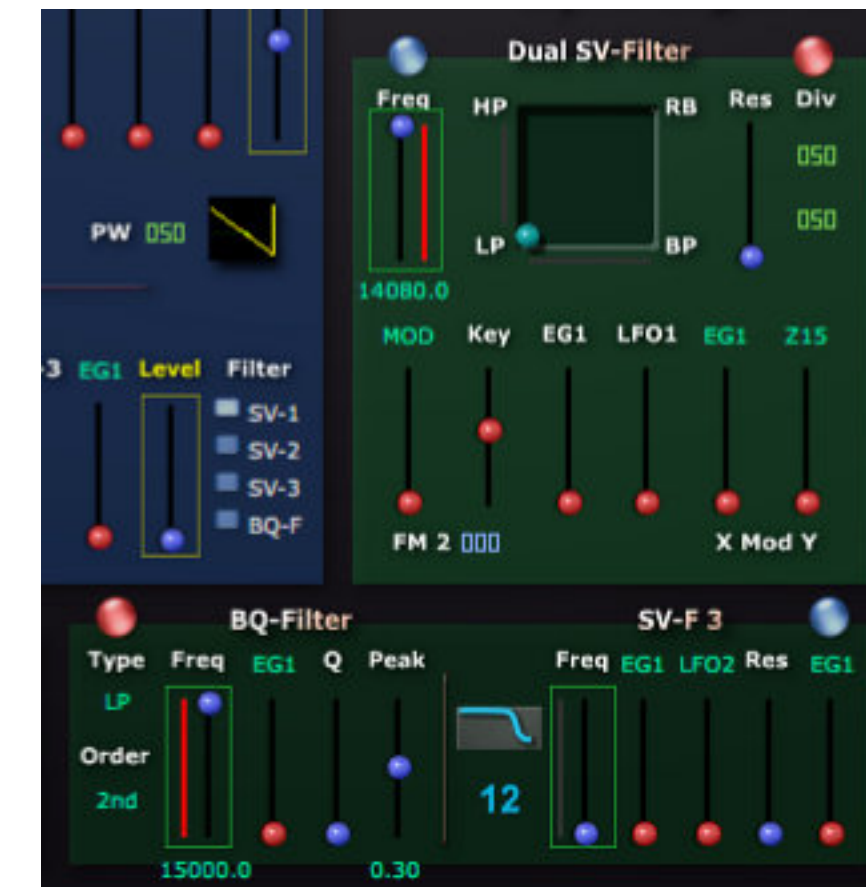 Dual SV-Filter
Freq HP RB Res Div
050
PW 050
LP BP
050
14080.0
MOD Key EG1 LFO1 EG1 Z15
EG1 Level Filter
SV-1
SV-2
SV-3
BQ-F
FM 2 000 X Mod Y
BQ-Filter SV-F 3
Type Freq EG1 Q Peak Freq EG1 LFO2 Res EG1
LP
Order
2nd 12
15000.0 0.30